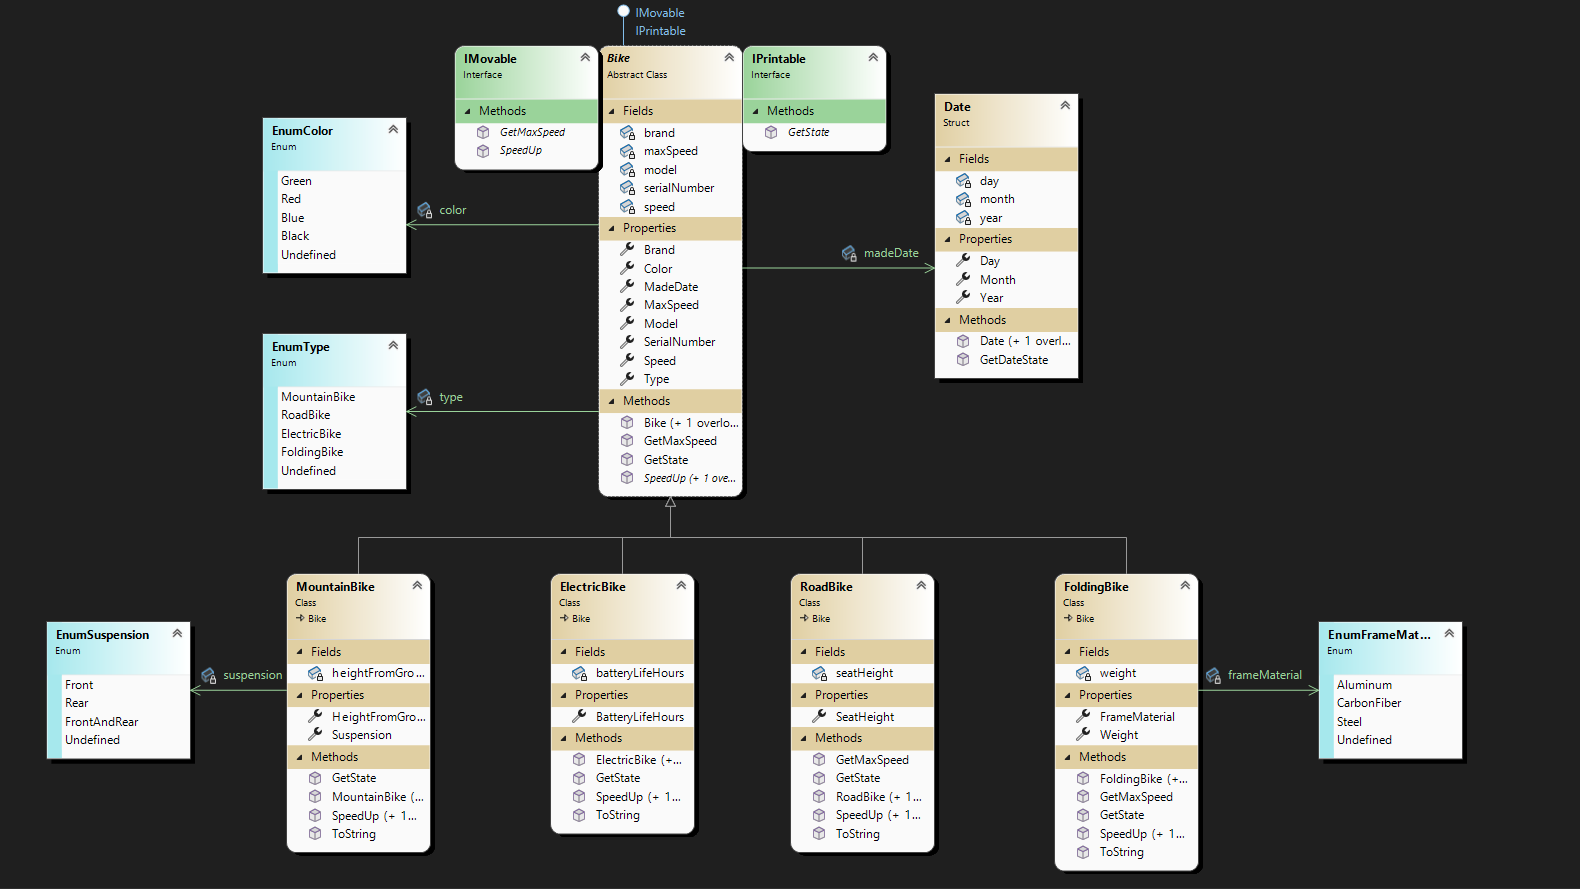 IMovable
IPrintable
IMovable
Interface
Methods
GetMaxSpeed
SpeedUp
Bike
Abstract Class
Fields
brand
maxSpeed
model
serialNumber
speed
Properties
Brand
Color
MadeDate
MaxSpeed
Model
SerialNumber
Speed
Type
Methods
Bike (+ 1 overlo...
GetMaxSpeed
GetState
SpeedUp (+ 1 ove...
IPrintable
Interface
Methods
GetState
Date
Struct
Fields
day
month
year
Properties
Day
Month
Year
Methods
Date (+ 1 overl...
GetDateState
EnumColor
Enum
Green
Red
Blue
Black
Undefined
color
madeDate
EnumType
Enum
MountainBike
RoadBike
ElectricBike
FoldingBike
Undefined
type
EnumSuspension
Enum
Front
Rear
FrontAndRear
Undefined
suspension
MountainBike
Class
Bike
Fields
heightFromGro...
Properties
HeightFromGro...
Suspension
Methods
GetState
MountainBike (...
SpeedUp (+ 1...
ToString
ElectricBike
Class
Bike
Fields
batteryLifeHours
Properties
BatteryLifeHours
Methods
ElectricBike (+...
GetState
SpeedUp (+ 1...
ToString
RoadBike
Class
Bike
Fields
seatHeight
Properties
SeatHeight
Methods
GetMaxSpeed
GetState
RoadBike (+ 1...
SpeedUp (+ 1...
ToString
FoldingBike
Class
Bike
Fields
weight
Properties
FrameMaterial
Weight
Methods
FoldingBike (+...
GetMaxSpeed
GetState
SpeedUp (+ 1...
ToString
frameMaterial
EnumFrameMat...
Enum
Aluminum
CarbonFiber
Steel
Undefined